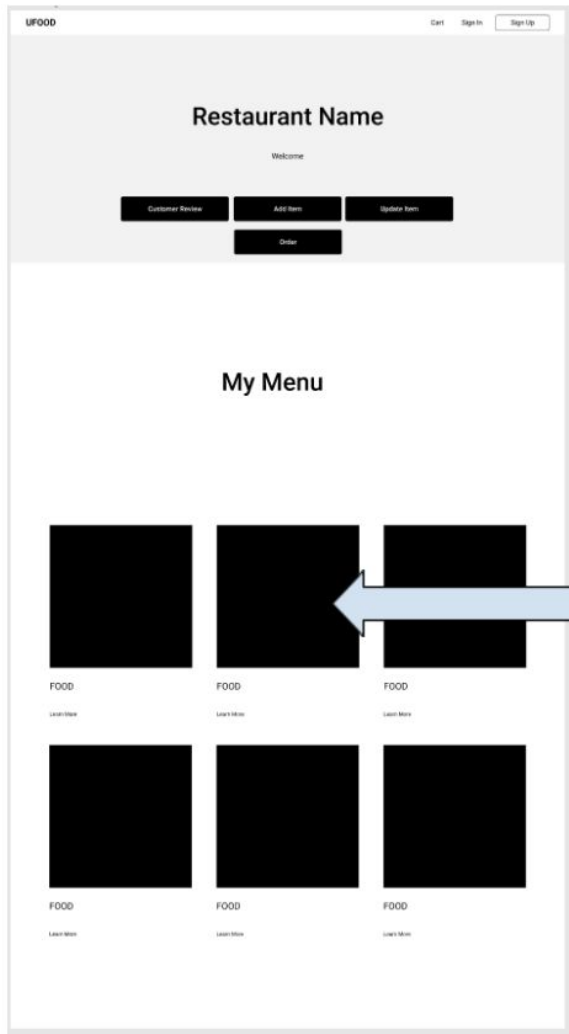 UFOOD Cart Sign In Sign Up
Restaurant Name
Welcome
Customer Review Add Item Update Item
Order
My Menu
FOOD FOOD FOOD
Learn More Learn More Learn More
FOOD FOOD FOOD
Learn More Learn More Learn More